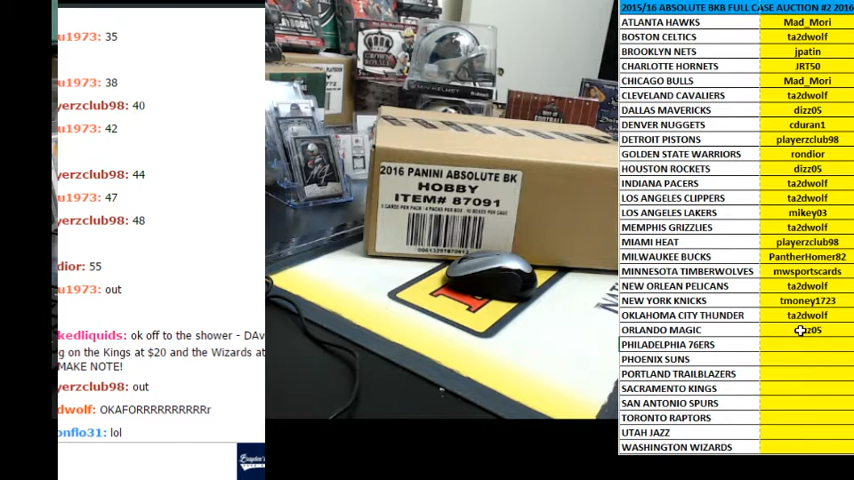 u1973: 35
u1973: 38
yerzclub98: 40
u1973: 42
yerzclub98: 44
u1973: 47
yerzclub98: 48
dior: 55
u1973: out
kedliquids: ok off to the shower - DAv
g on the Kings at $20 and the Wizards at
MAKE NOTE!
yerzclub98: out
dwolf: OKAFORRRRRRRRRr
onflo31: lol
CROWN
ROYALE
2016 PANINI ABSOLUTE BK
HOBBY
ITEM# 87091
2015/16 ABSOLUTE BKB FULL CASE AUCTION #2 2016
ATLANTA HAWKS Mad_Mori
BOSTON CELTICS ta2dwolf
BROOKLYN NETS jpatin
CHARLOTTE HORNETS JRT50
CHICAGO BULLS Mad_Mori
CLEVELAND CAVALIERS ta2dwolf
DALLAS MAVERICKS dizz05
DENVER NUGGETS cduran1
DETROIT PISTONS playerzclub98
GOLDEN STATE WARRIORS rondior
HOUSTON ROCKETS dizz05
INDIANA PACERS ta2dwolf
LOS ANGELES CLIPPERS ta2dwolf
LOS ANGELES LAKERS mikey03
MEMPHIS GRIZZLIES ta2dwolf
MIAMI HEAT playerzclub98
MILWAUKEE BUCKS PantherHomer82
MINNESOTA TIMBERWOLVES mwsportscards
NEW ORLEAN PELICANS ta2dwolf
NEW YORK KNICKS tmoney1723
OKLAHOMA CITY THUNDER ta2dwolf
ORLANDO MAGIC
PHILADELPHIA 76ERS
PHOENIX SUNS
PORTLAND TRAILBLAZERS
SACRAMENTO KINGS
SAN ANTONIO SPURS
TORONTO RAPTORS
UTAH JAZZ
WASHINGTON WIZARDS